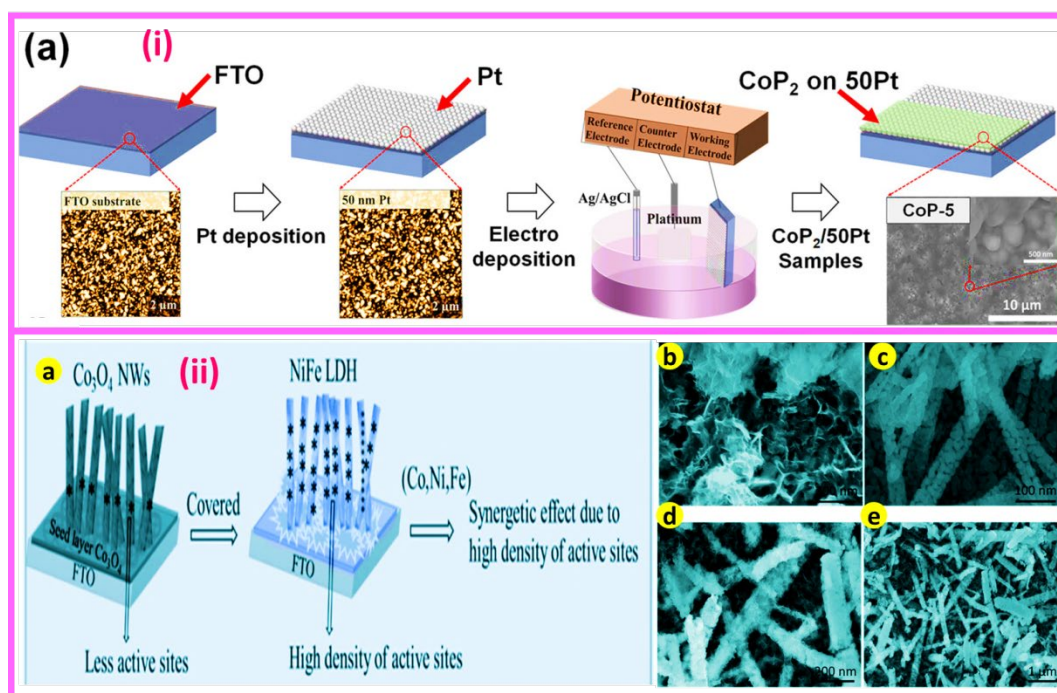 (a) (i)
FTO
Pt
CoP₂ on 50Pt
Potentiostat
Reference Electrode
Counter Electrode
Working Electrode
Ag/AgCl
Platinum
FTO substrate
2 μm
Pt deposition
50 nm Pt
2 μm
Electro
deposition
CoP₂/50Pt
Samples
CoP-5
500 nm
10 μm
a
(ii)
Co₃O₄ NWs
Seed layer Co₃O₄
FTO
Less active sites
Covered
NiFe LDH
FTO
High density of active sites
(Co,Ni,Fe)
Synergetic effect due to
high density of active sites
b
c
100 nm
d
e
1 μm